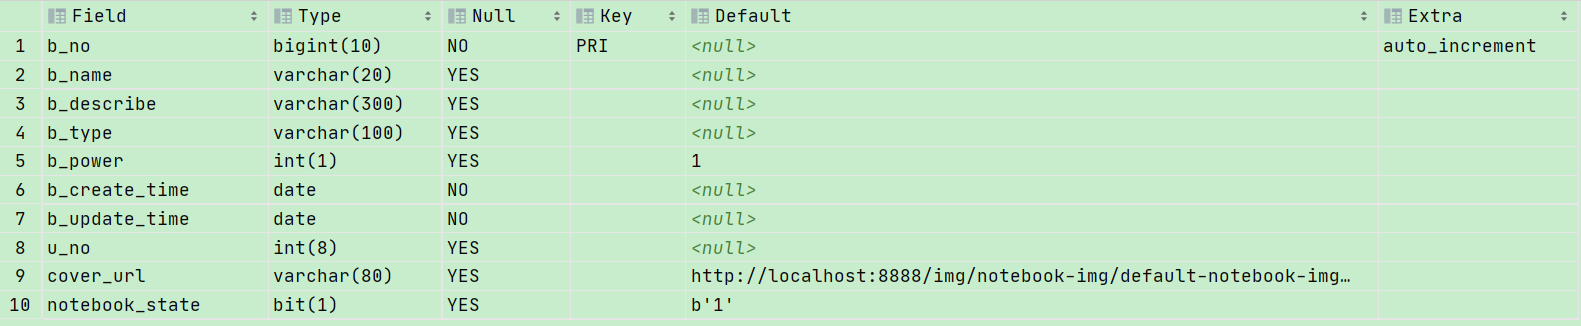 Field Type Null Key Default Extra
1 b_no bigint(10) NO PRI <null> auto_increment
2 b_name varchar(20) YES <null>
3 b_describe varchar(300) YES <null>
4 b_type varchar(100) YES <null>
5 b_power int(1) YES 1
6 b_create_time date NO <null>
7 b_update_time date NO <null>
8 u_no int(8) YES <null>
9 cover_url varchar(80) YES http://localhost:8888/img/notebook-img/default-notebook-img…
10 notebook_state bit(1) YES b'1'